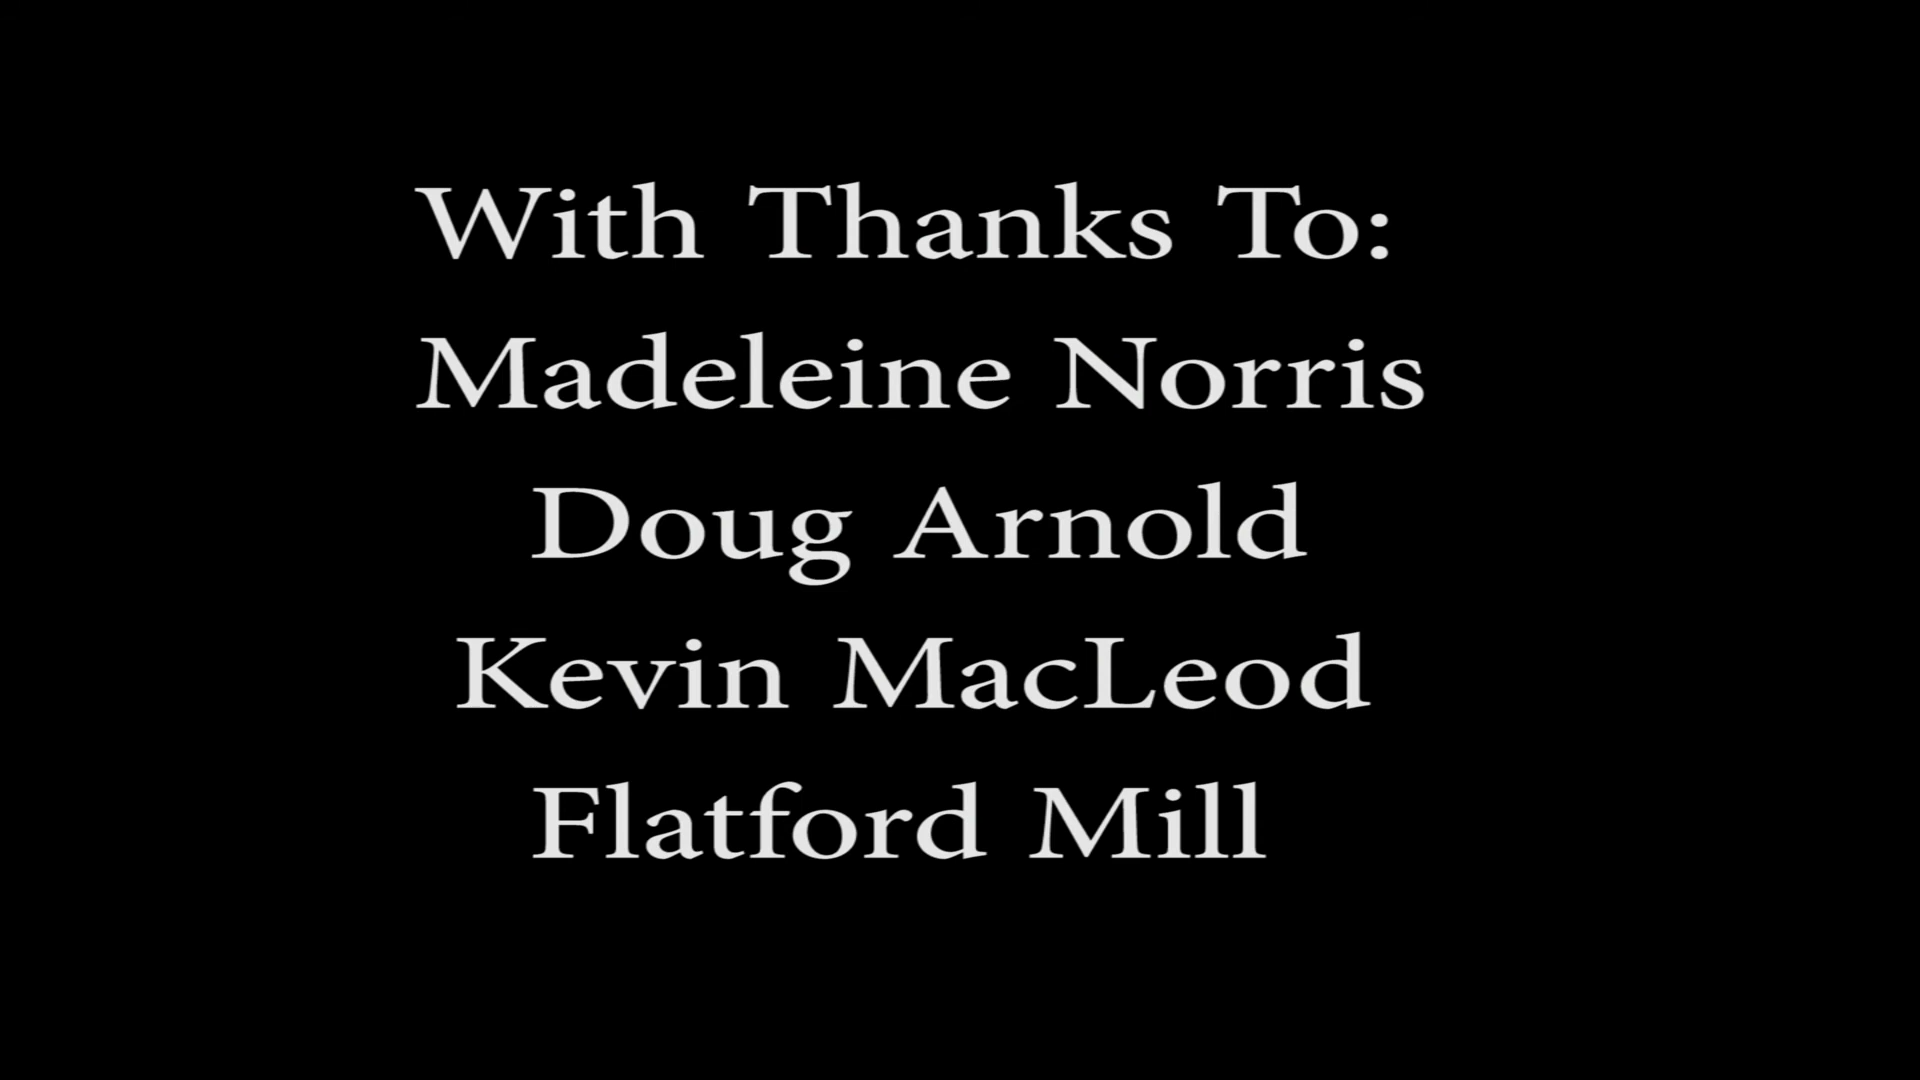 With Thanks To:
Madeleine Norris
Doug Arnold
Kevin MacLeod
Flatford Mill